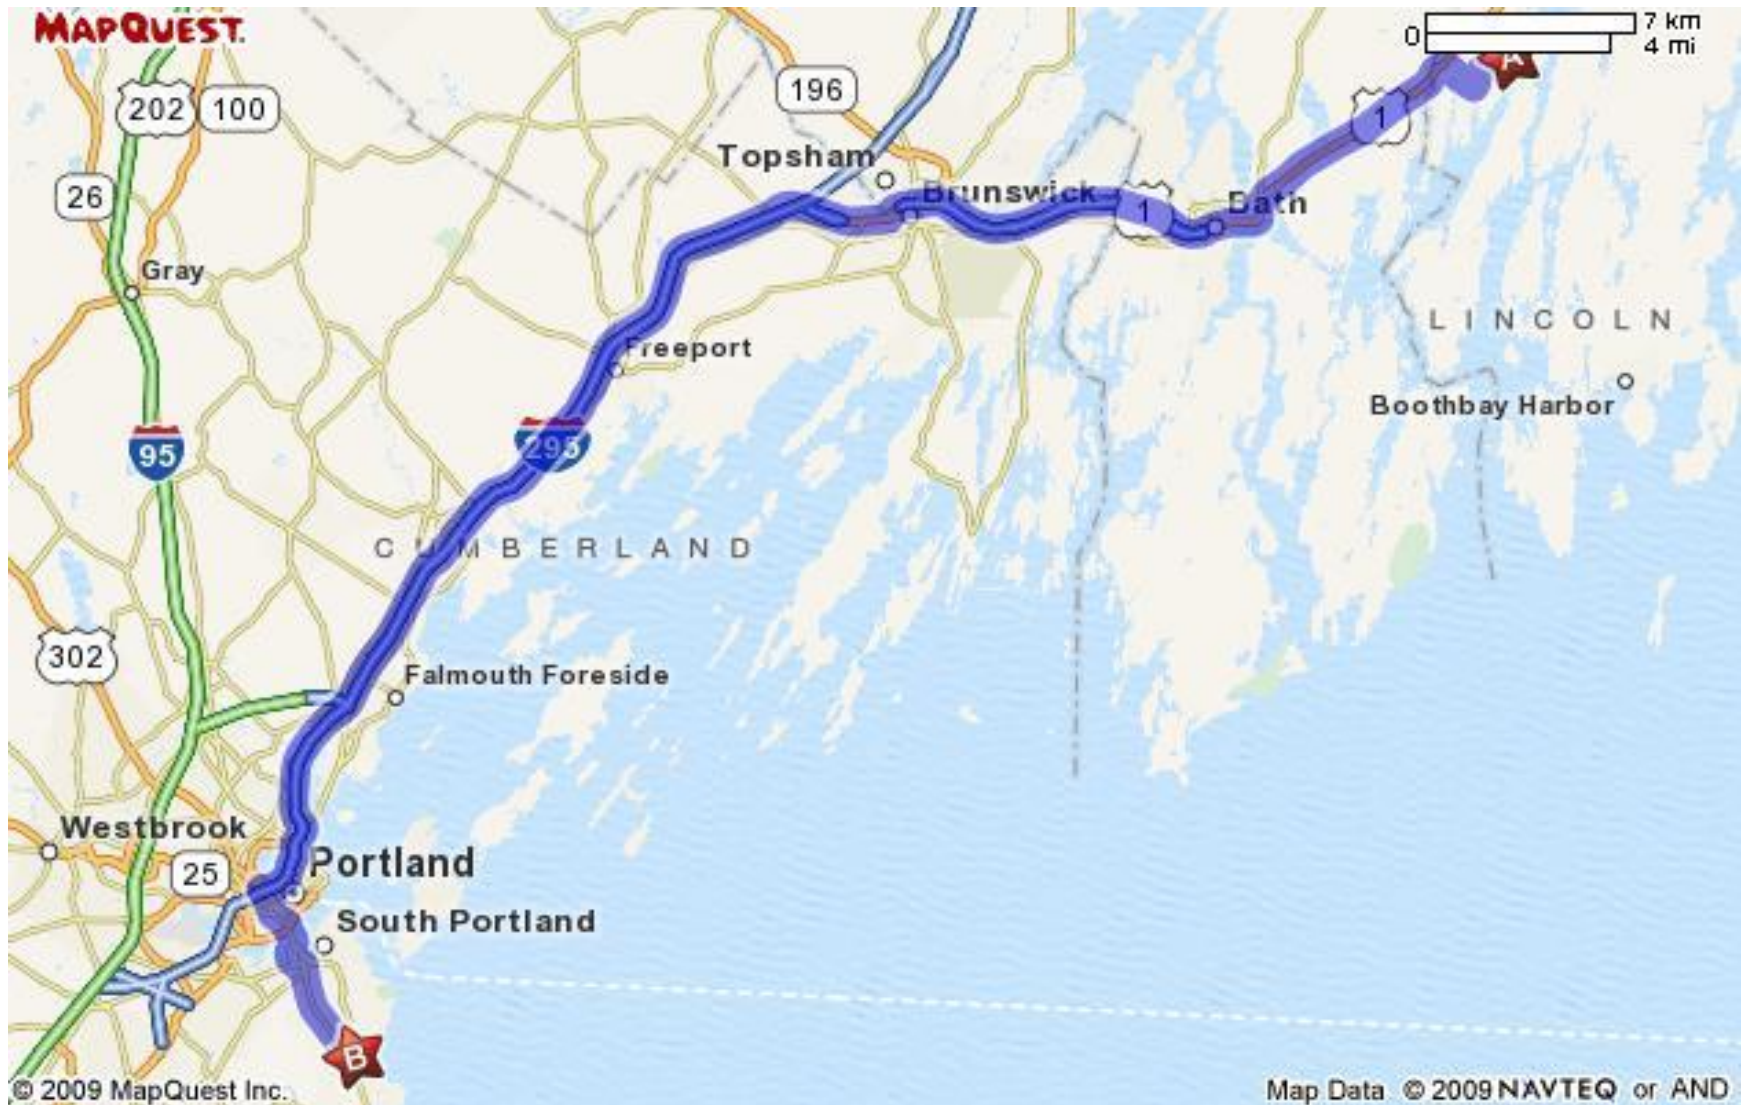 MAPQUEST.
7 km
0
4 mi
A
202
100
196
1
Topsham
26
Brunswick
1
Bath
Gray
LINCOLN
Freeport
Boothbay Harbor
295
95
CUMBERLAND
302
Falmouth Foreside
Westbrook
Portland
25
South Portland
B
© 2009 MapQuest Inc.
Map Data © 2009 NAVTEQ or AND